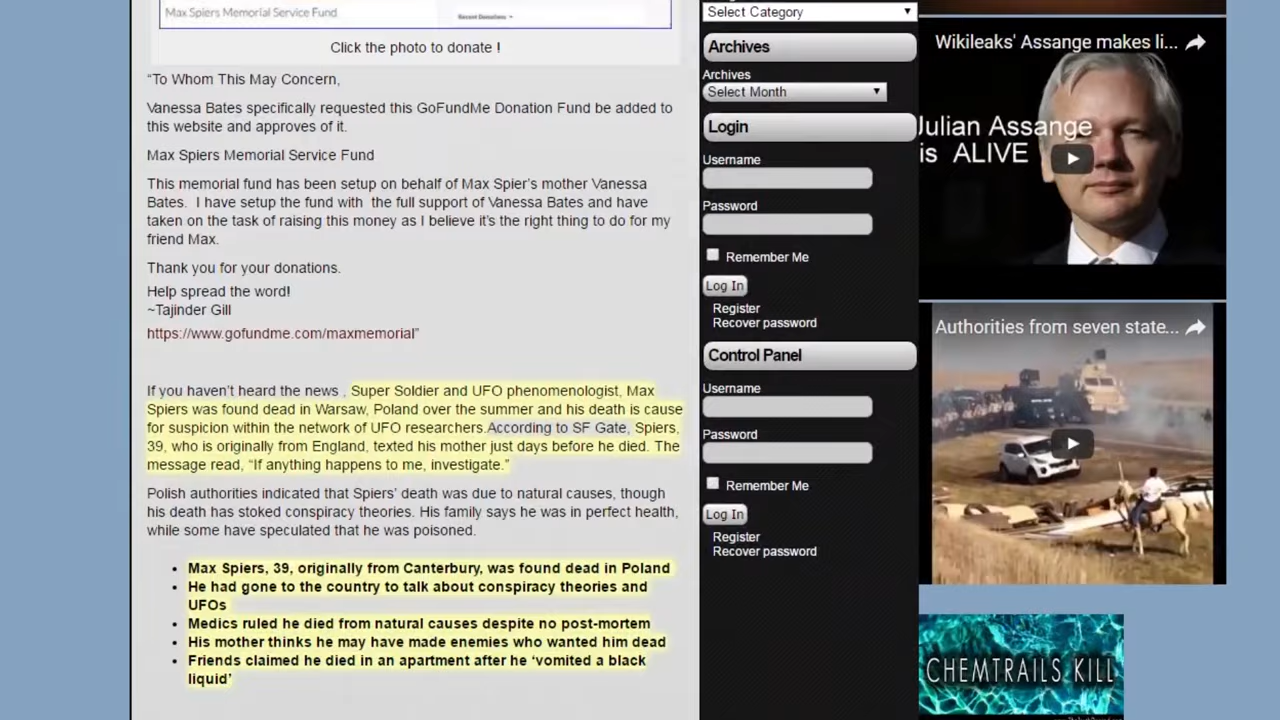 Max Spiers Memorial Service Fund
Recent Donations
Click the photo to donate !
“To Whom This May Concern,
Vanessa Bates specifically requested this GoFundMe Donation Fund be added to
this website and approves of it.
Max Spiers Memorial Service Fund
This memorial fund has been setup on behalf of Max Spier’s mother Vanessa
Bates.  I have setup the fund with  the full support of Vanessa Bates and have
taken on the task of raising this money as I believe it’s the right thing to do for my
friend Max.
Thank you for your donations.
Help spread the word!
~Tajinder Gill
https://www.gofundme.com/maxmemorial”
If you haven’t heard the news , Super Soldier and UFO phenomenologist, Max
Spiers was found dead in Warsaw, Poland over the summer and his death is cause
for suspicion within the network of UFO researchers.According to SF Gate, Spiers,
39, who is originally from England, texted his mother just days before he died. The
message read, “If anything happens to me, investigate.”
Polish authorities indicated that Spiers’ death was due to natural causes, though
his death has stoked conspiracy theories. His family says he was in perfect health,
while some have speculated that he was poisoned.
• Max Spiers, 39, originally from Canterbury, was found dead in Poland
• He had gone to the country to talk about conspiracy theories and
UFOs
• Medics ruled he died from natural causes despite no post-mortem
• His mother thinks he may have made enemies who wanted him dead
• Friends claimed he died in an apartment after he ‘vomited a black
liquid’
Select Category
Archives
Archives
Select Month
Login
Username
Password
Remember Me
Log In
Register
Recover password
Control Panel
Username
Password
Remember Me
Log In
Register
Recover password
Wikileaks' Assange makes li...
Julian Assange
is ALIVE
Authorities from seven state...
CHEMTRAILS KILL